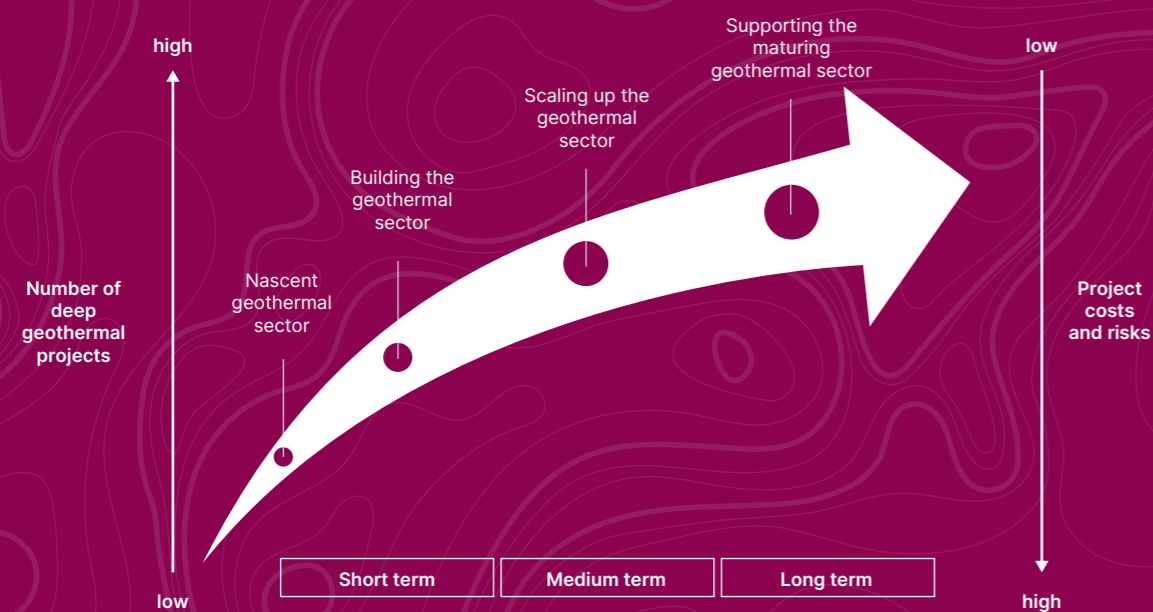 high
Number of
deep
geothermal
projects
low
Nascent
geothermal
sector
Building the
geothermal
sector
Scaling up the
geothermal
sector
Supporting the
maturing
geothermal sector
low
Project
costs
and risks
high
Short term
Medium term
Long term